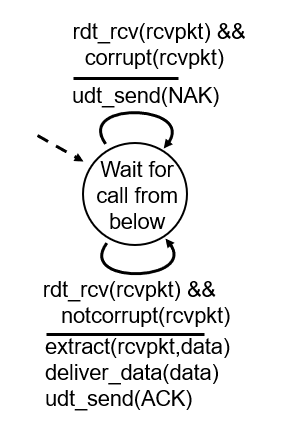 rdt_rcv(rcvpkt) &&
corrupt(rcvpkt)
udt_send(NAK)
Wait for
call from
below
rdt_rcv(rcvpkt) &&
notcorrupt(rcvpkt)
extract(rcvpkt,data)
deliver_data(data)
udt_send(ACK)